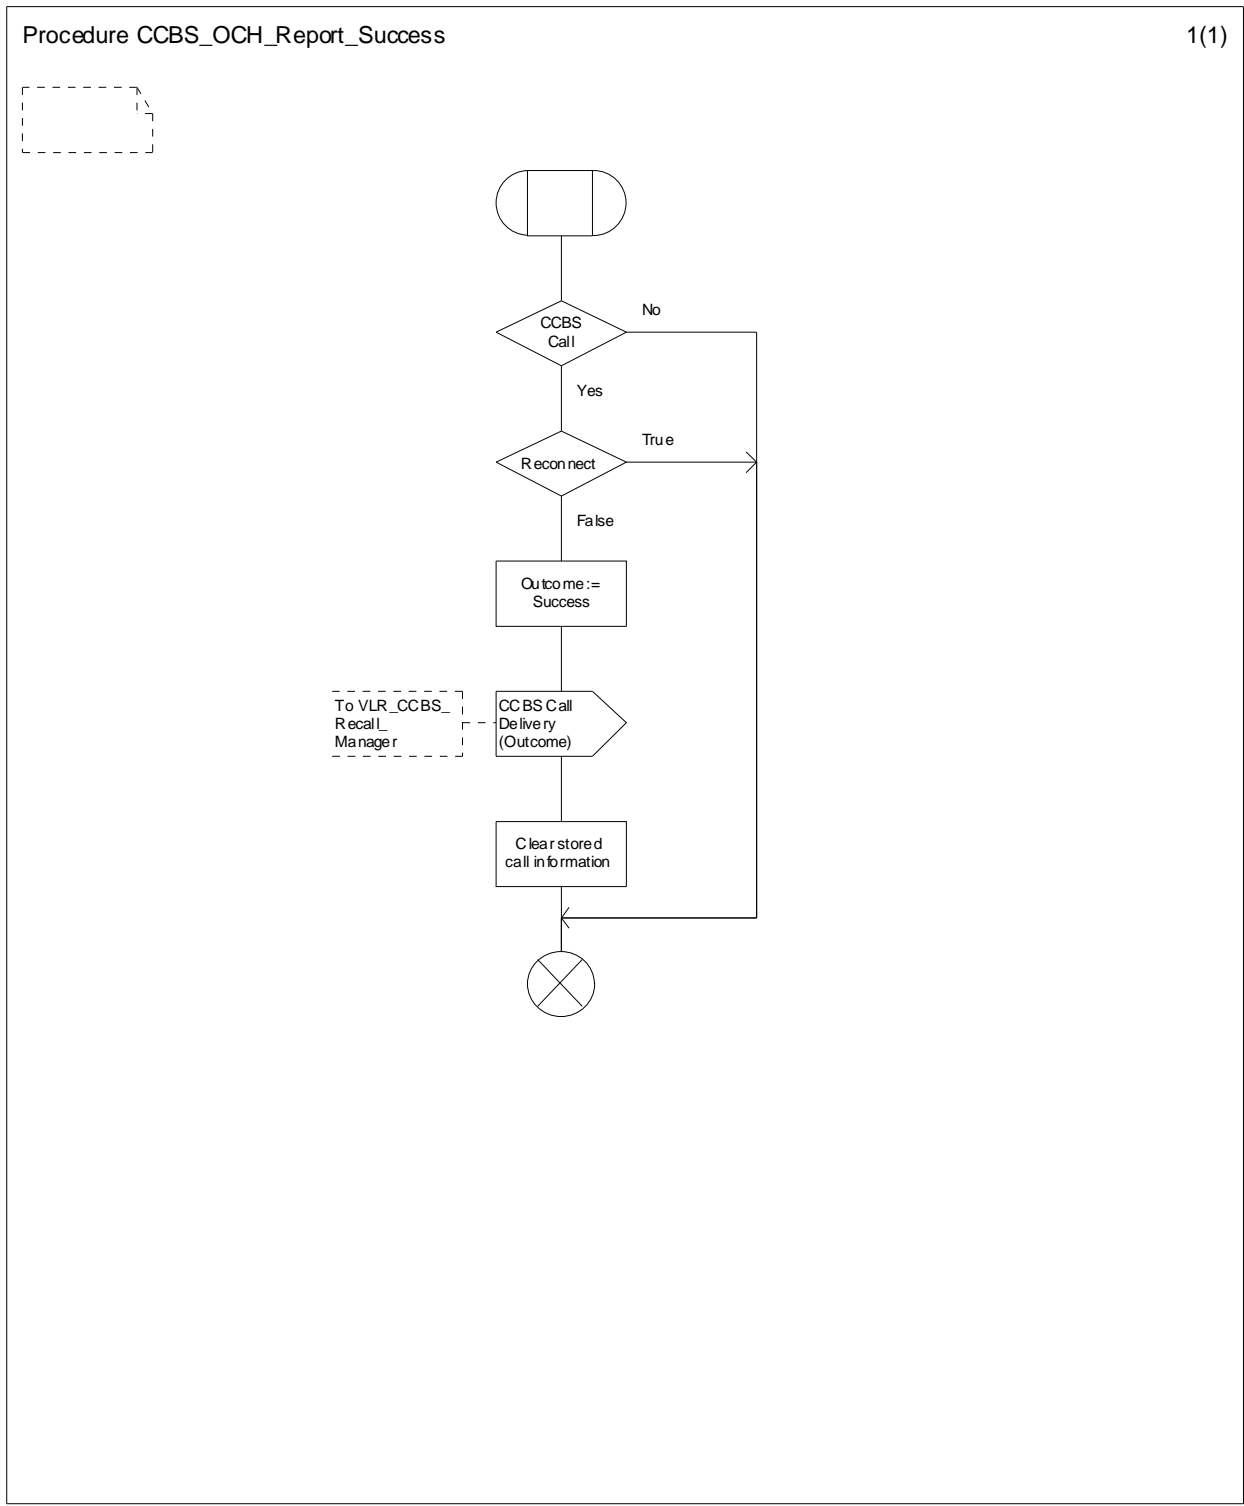 Procedure CCBS_OCH_Report_Success
1(1)
CCBS
Call
No
Yes
Reconnect
True
False
Outcome:=
Success
To VLR_CCBS_
Recall_
Manager
CCBS Call
Delivery
(Outcome)
Clear stored
call information